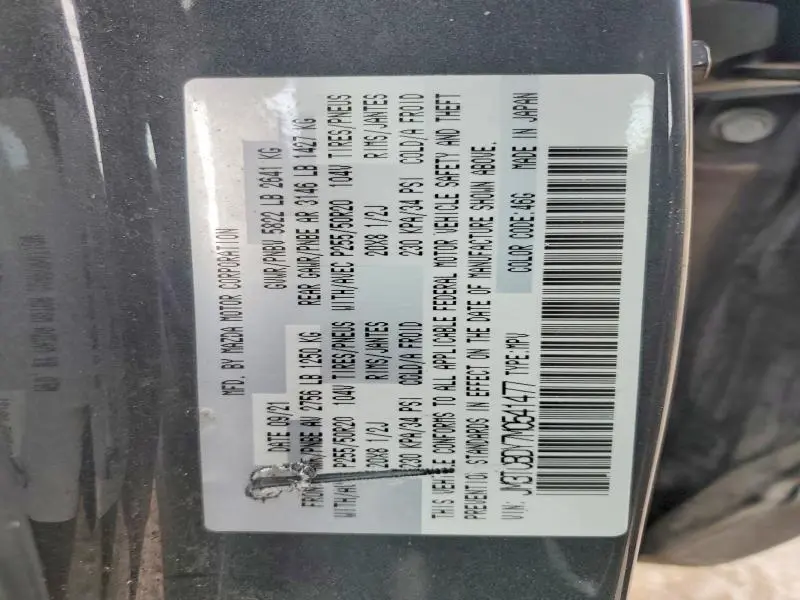 MFD. BY MAZDA MOTOR CORPORATION
DATE 09/21 GVWR/PNBV 5822 LB 2641 KG
/PNBE AV 2756 LB 1250 KG REAR GAWR/PNBE AR 3146 LB 1427 KG
WITH/AVEC P255/50R20 104V TIRES/PNEUS WITH/AVEC P255/50R20 104V TIRES/PNEUS
20X8 1/2J RIMS/JANTES 20X8 1/2J RIMS/JANTES
230 KPA/34 PSI COLD/A FROID 230 KPA/34 PSI COLD/A FROID
THIS VEHICLE CONFORMS TO ALL APPLICABLE FEDERAL MOTOR VEHICLE SAFETY AND THEFT
PREVENTION STANDARDS IN EFFECT ON THE DATE OF MANUFACTURE SHOWN ABOVE.
VIN: JM3TCBDY7M0541477 TYPE:MPV COLOR CODE:46G MADE IN JAPAN